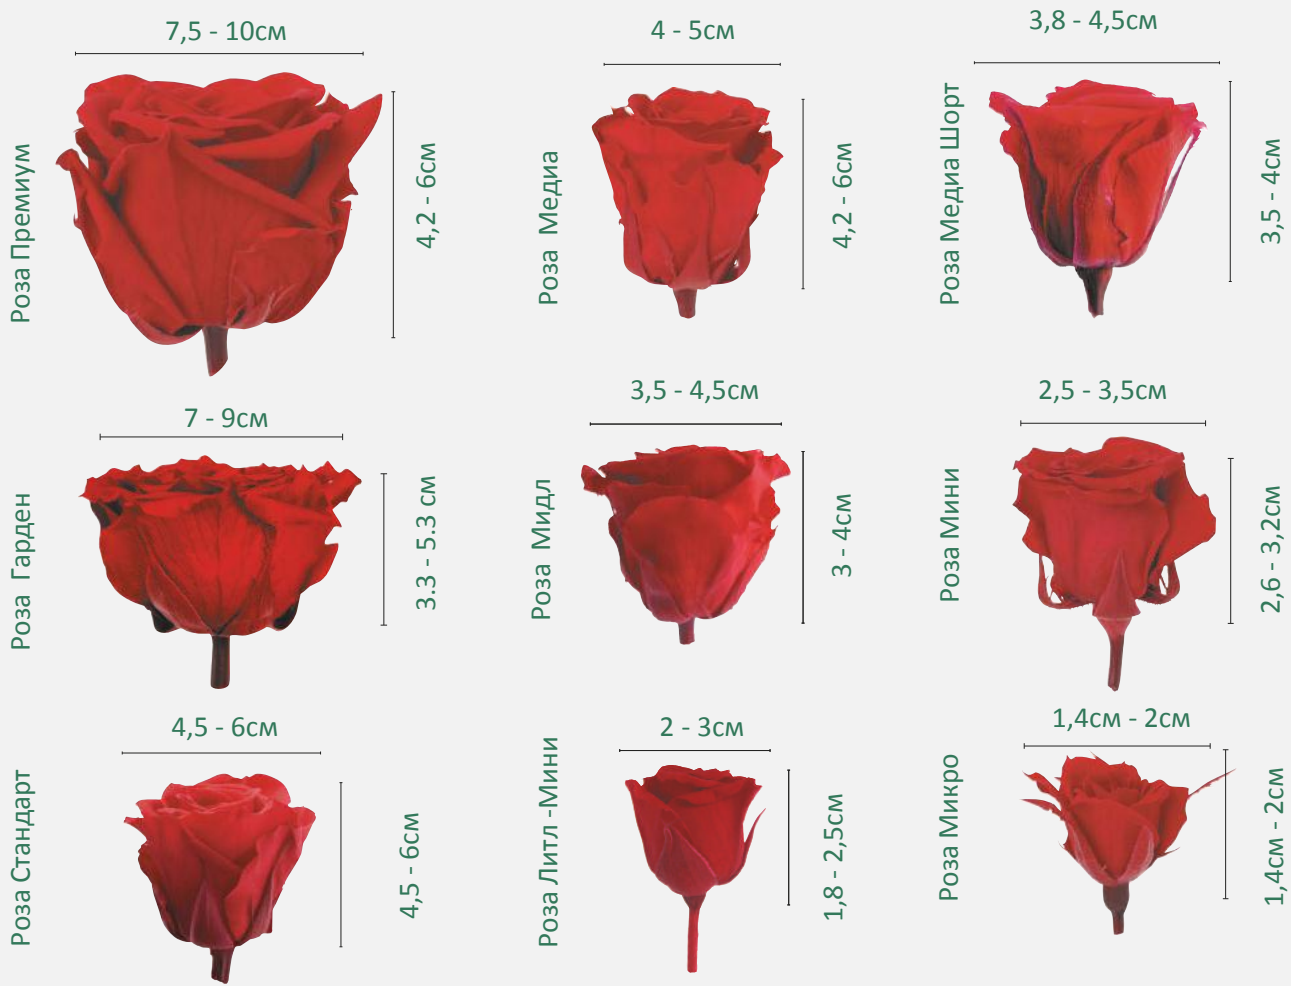 7,5 - 10см
Роза Премиум
4,2 - 6см
4 - 5см
Роза Медиа
4,2 - 6см
3,8 - 4,5см
Роза Медиа Шорт
3,5 - 4см
7 - 9см
Роза Гарден
3.3 - 5.3 см
3,5 - 4,5см
Роза Мидл
3 - 4см
2,5 - 3,5см
Роза Мини
2,6 - 3,2см
4,5 - 6см
Роза Стандарт
4,5 - 6см
2 - 3см
Роза Литл -Мини
1,8 - 2,5см
1,4см - 2см
Роза Микро
1,4см - 2см